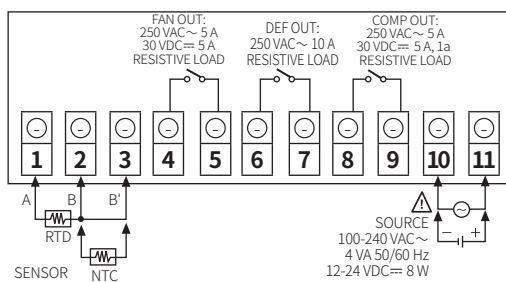 FAN OUT:
250 VAC～ 5 A
30 VDC⎓ 5 A
RESISTIVE LOAD
DEF OUT:
250 VAC～ 10 A
RESISTIVE LOAD
COMP OUT:
250 VAC～ 5 A
30 VDC⎓ 5 A, 1a
RESISTIVE LOAD
1 2 3 4 5 6 7 8 9 10 11
A B B'
RTD
NTC
SENSOR
SOURCE
100-240 VAC～
4 VA 50/60 Hz
12-24 VDC⎓ 8 W